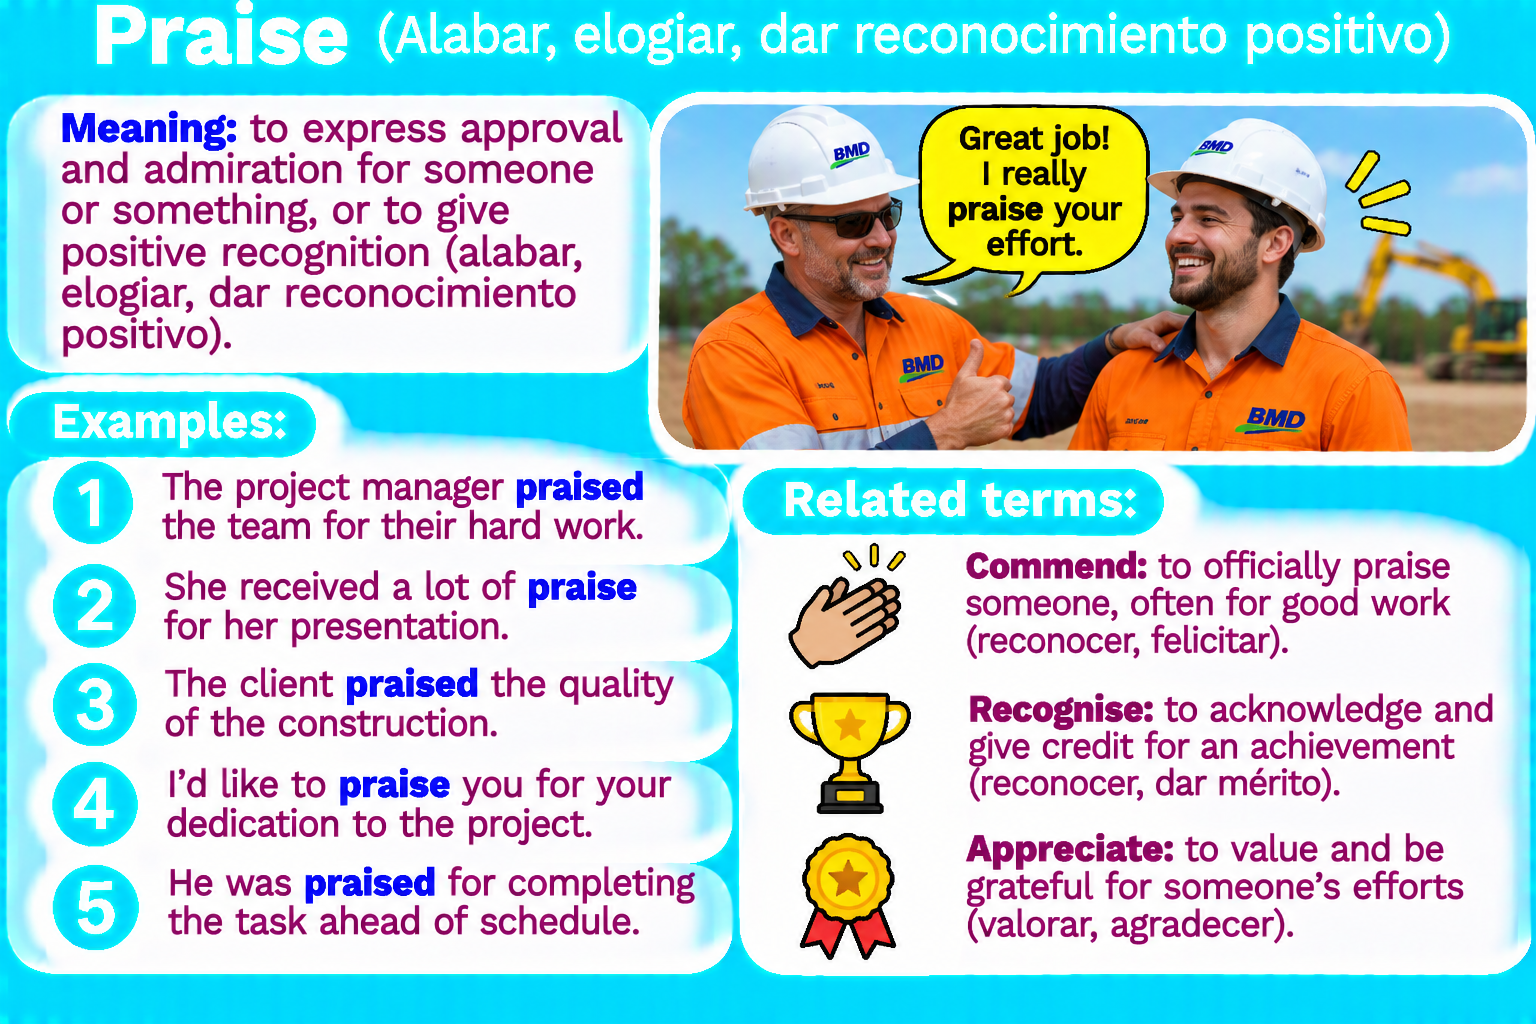 Praise (Alabar, elogiar, dar reconocimiento positivo)
Meaning: to express approval
and admiration for someone
or something, or to give
positive recognition (alabar,
elogiar, dar reconocimiento
positivo).
BMD
BMD
Great job!
I really
praise your
effort.
BMD
BMD
Examples:
1 The project manager praised
the team for their hard work.
2 She received a lot of praise
for her presentation.
3 The client praised the quality
of the construction.
4 I’d like to praise you for your
dedication to the project.
5 He was praised for completing
the task ahead of schedule.
Related terms:
Commend: to officially praise
someone, often for good work
(reconocer, felicitar).
Recognise: to acknowledge and
give credit for an achievement
(reconocer, dar mérito).
Appreciate: to value and be
grateful for someone’s efforts
(valorar, agradecer).